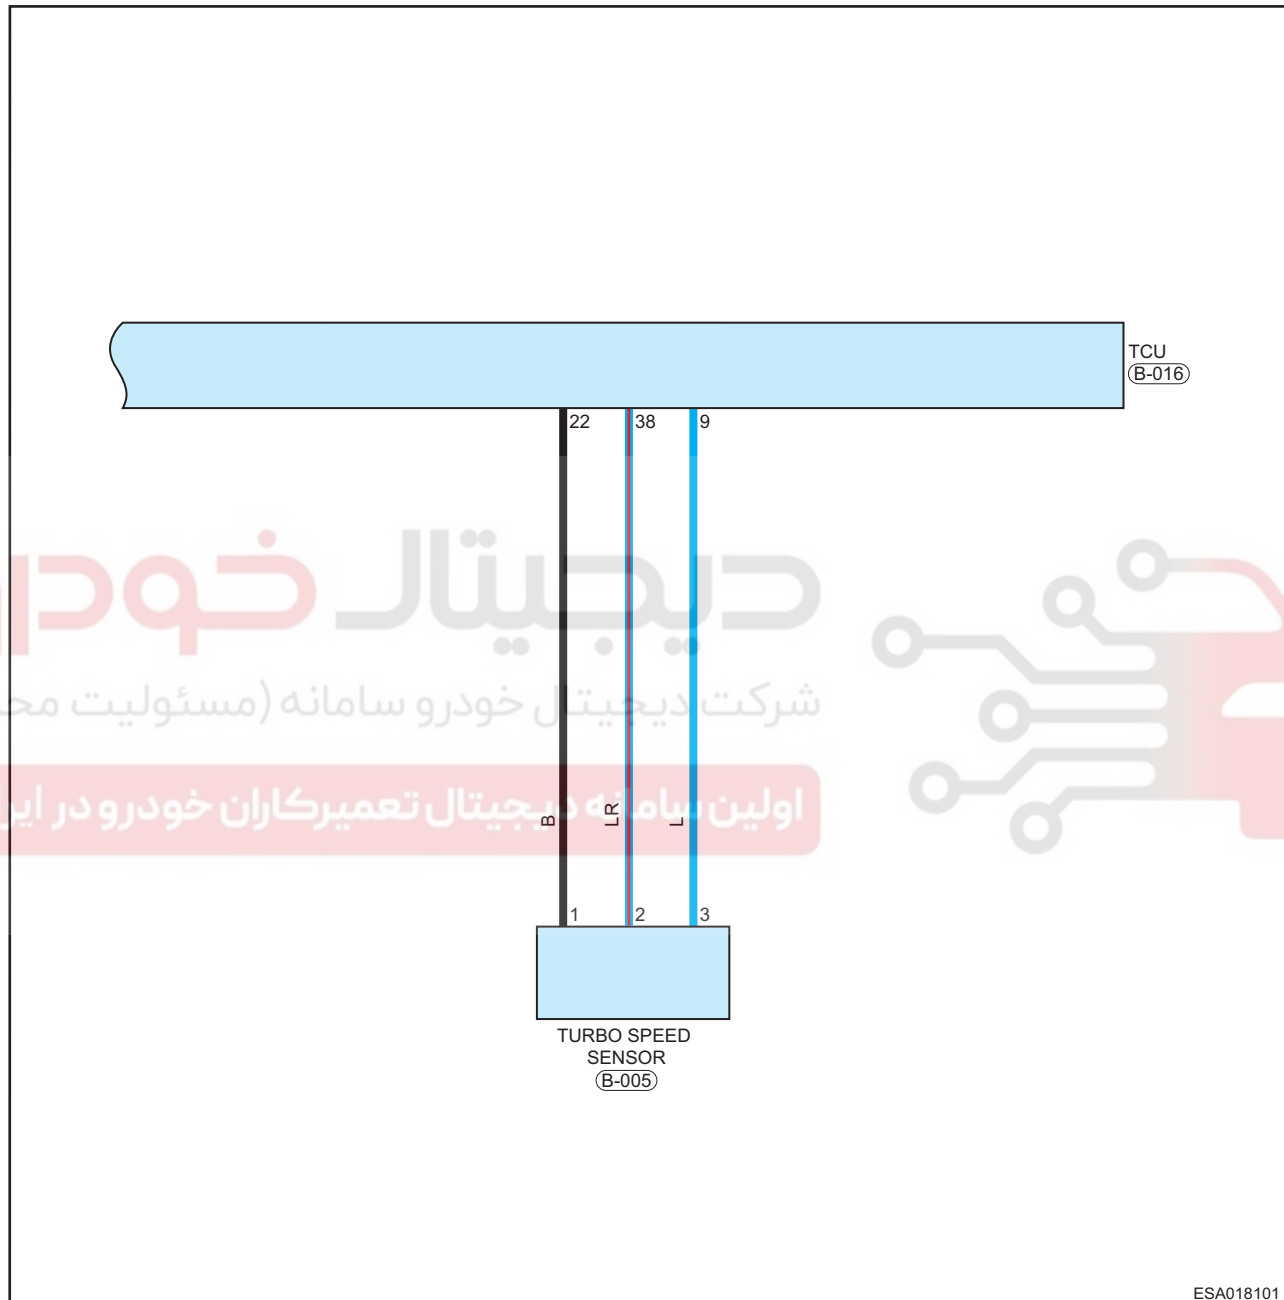 TCU
B-016
22
38
9
دیجیتال
شرکت دیجیتال خودرو سامانه (مسئولیت
اولین سامانه دیجیتال تعمیرکاران خودرو در
B
LR
L
1
2
3
TURBO SPEED
SENSOR
B-005
ESA018101